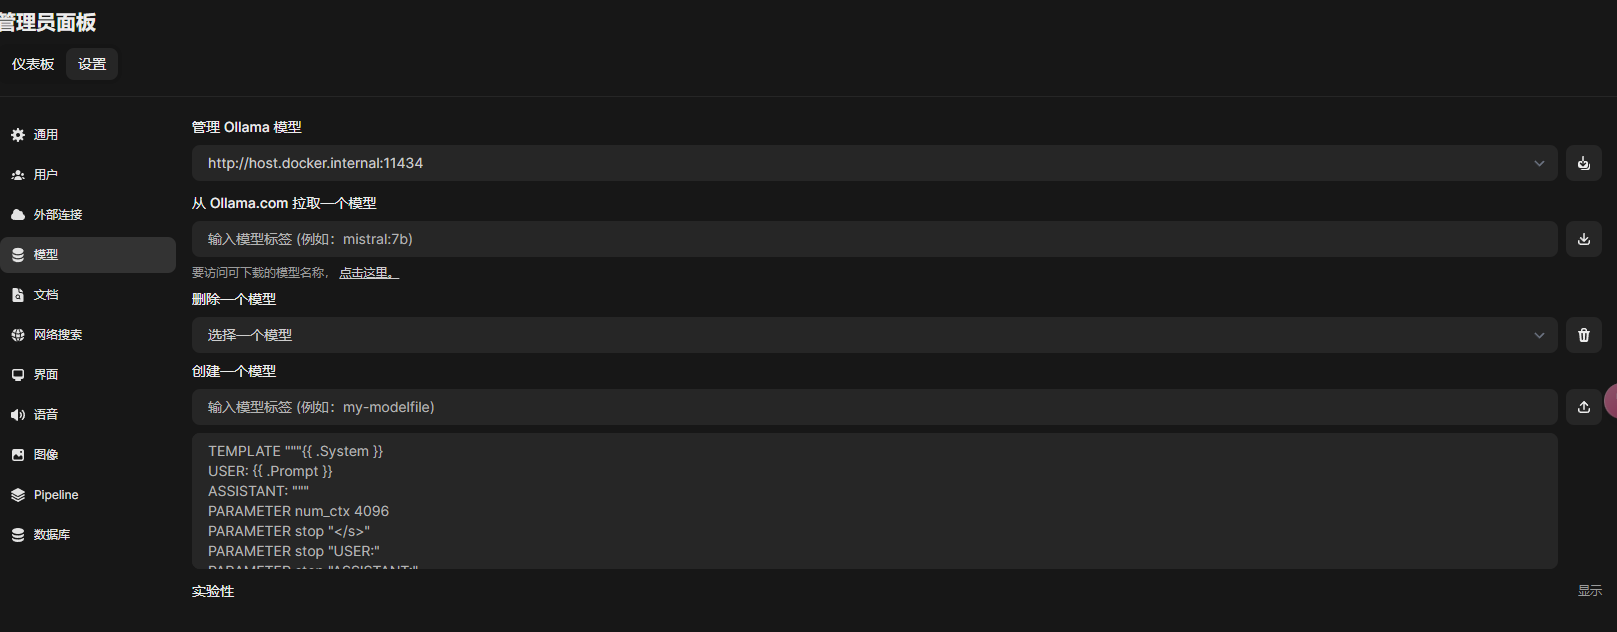 管理员面板
仪表板 设置
通用
用户
外部连接
模型
文档
网络搜索
界面
语音
图像
Pipeline
数据库
管理 Ollama 模型
http://host.docker.internal:11434
从 Ollama.com 拉取一个模型
输入模型标签 (例如：mistral:7b)
要访问可下载的模型名称，点击这里。
删除一个模型
选择一个模型
创建一个模型
输入模型标签 (例如：my-modelfile)
TEMPLATE """{{ .System }}
USER: {{ .Prompt }}
ASSISTANT: """
PARAMETER num_ctx 4096
PARAMETER stop "</s>"
PARAMETER stop "USER:"
PARAMETER stop "ASSISTANT:"
实验性 显示